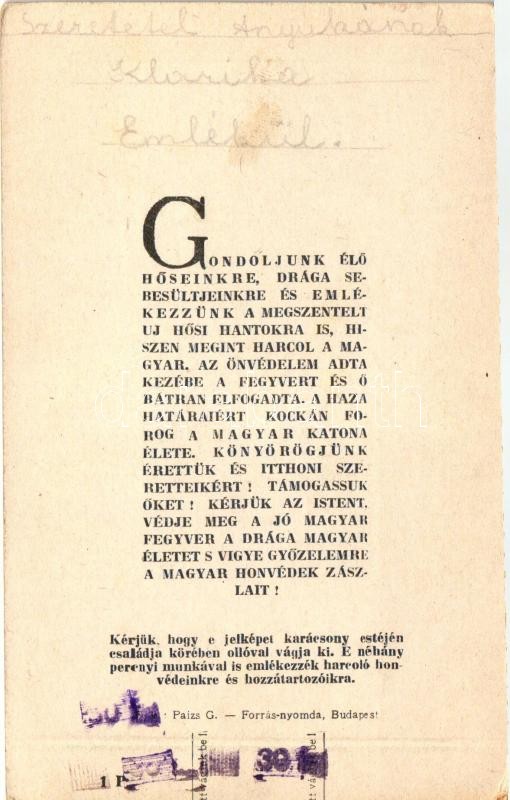 Szeretetel Anyukának
Klarika
Emlékül.
GONDOLJUNK ÉLŐ
HŐSEINKRE, DRÁGA SE-
BESÜLTJEINKRE ÉS EMLÉ-
KEZZÜNK A MEGSZENTELT
UJ HŐSI HANTOKRA IS, HI-
SZEN MEGINT HARCOL A MA-
GYAR. AZ ÖNVÉDELEM ADTA
KEZÉBE A FEGYVERT ÉS Ő
BÁTRAN ELFOGADTA. A HAZA
HATÁRAIÉRT KOCKÁN FO-
ROG A MAGYAR KATONA
ÉLETE. KÖNYÖRÖGJÜNK
ÉRETTÜK ÉS ITTHONI SZE-
RETTEIKÉRT! TÁMOGASSUK
ŐKET! KÉRJÜK AZ ISTENT,
VÉDJE MEG A JÓ MAGYAR
FEGYVER A DRÁGA MAGYAR
ÉLETET S VIGYE GYŐZELEMRE
A MAGYAR HONVÉDEK ZÁSZ-
LAIT!
Kérjük, hogy e jelképet karácsony estéjén
családja körében ollóval vágja ki. E néhány
percnyi munkával is emlékezzék harcoló hon-
védeinkre és hozzátartozóikra.
Paizs G. — Forrás-nyomda, Budapest
30